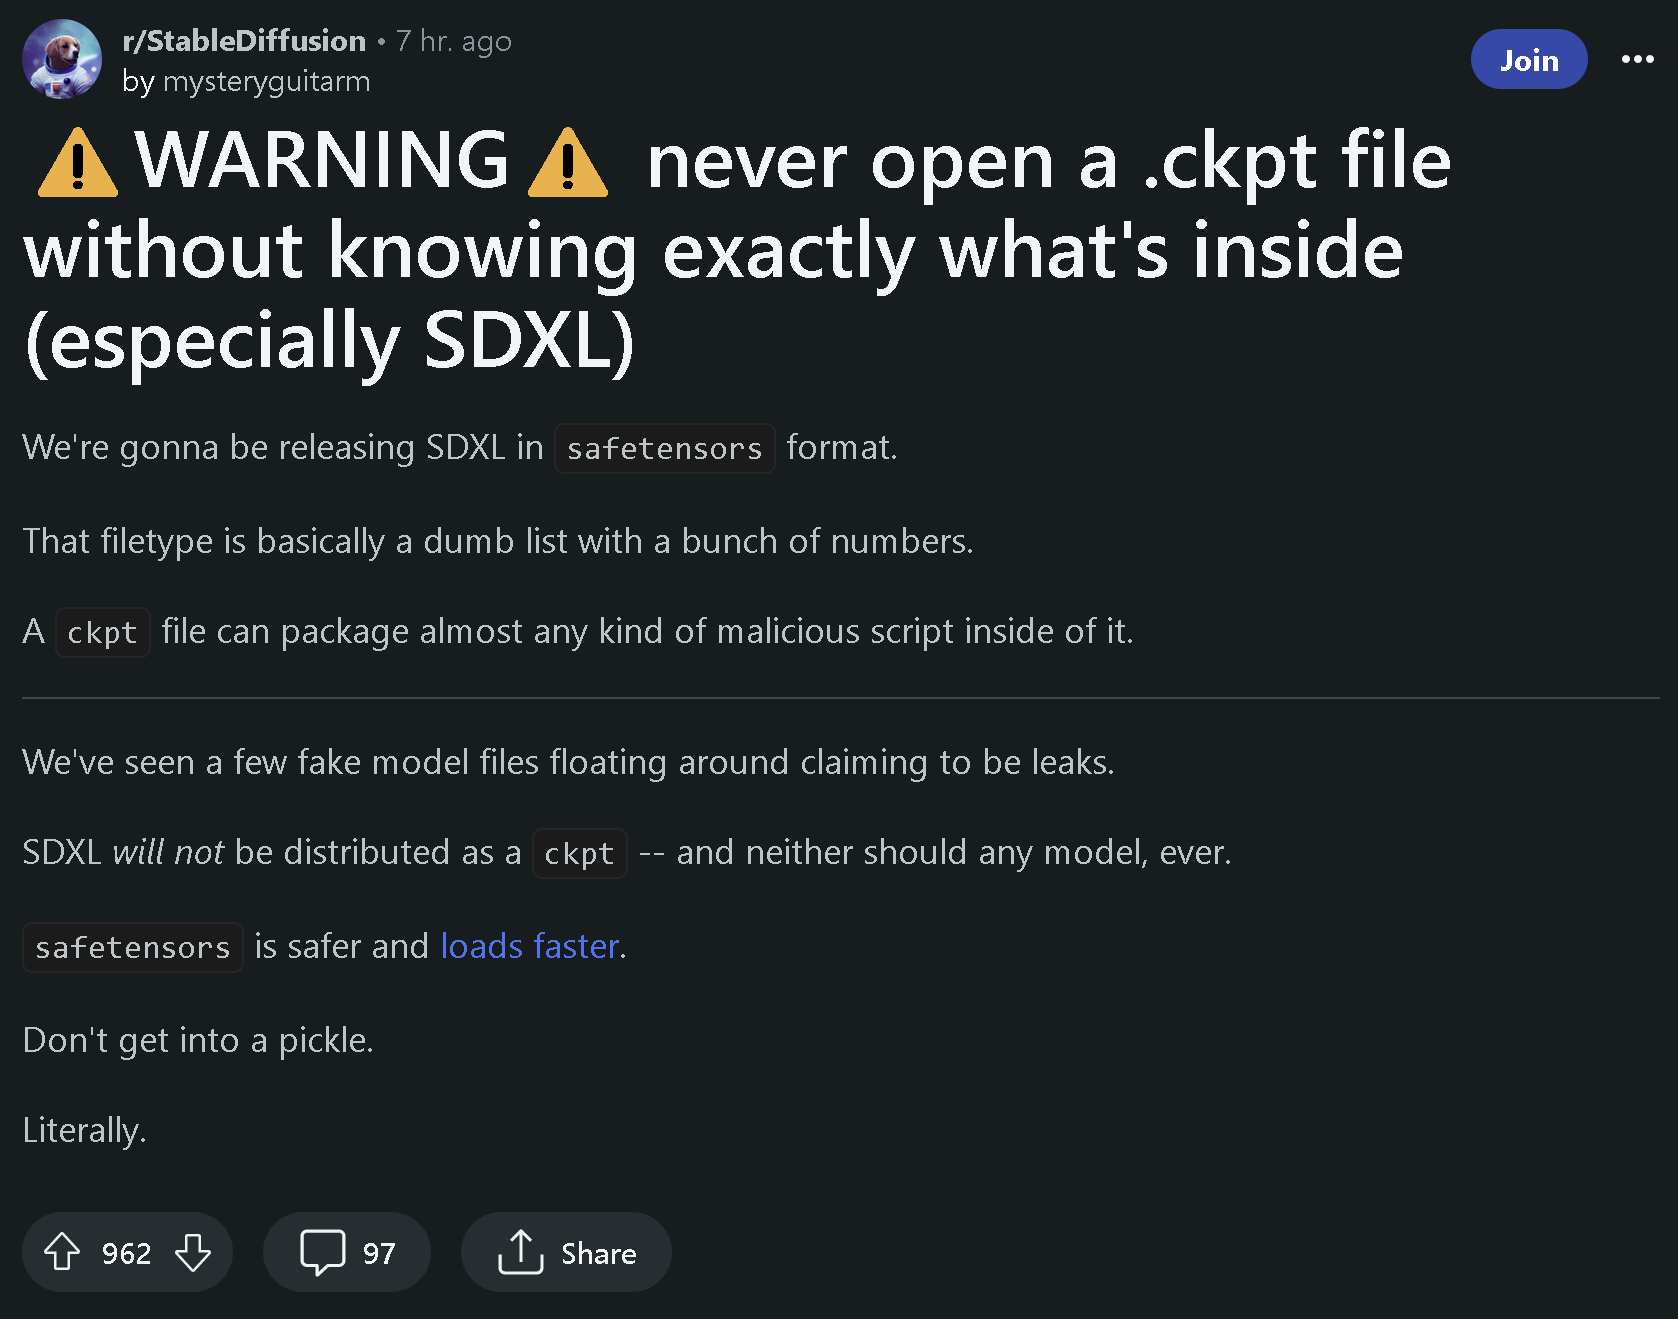 r/StableDiffusion • 7 hr. ago
by mysteryguitarm
Join
⚠️WARNING⚠️ never open a .ckpt file
without knowing exactly what's inside
(especially SDXL)
We're gonna be releasing SDXL in safetensors format.
That filetype is basically a dumb list with a bunch of numbers.
A ckpt file can package almost any kind of malicious script inside of it.
We've seen a few fake model files floating around claiming to be leaks.
SDXL will not be distributed as a ckpt -- and neither should any model, ever.
safetensors is safer and loads faster.
Don't get into a pickle.
Literally.
962
97
Share